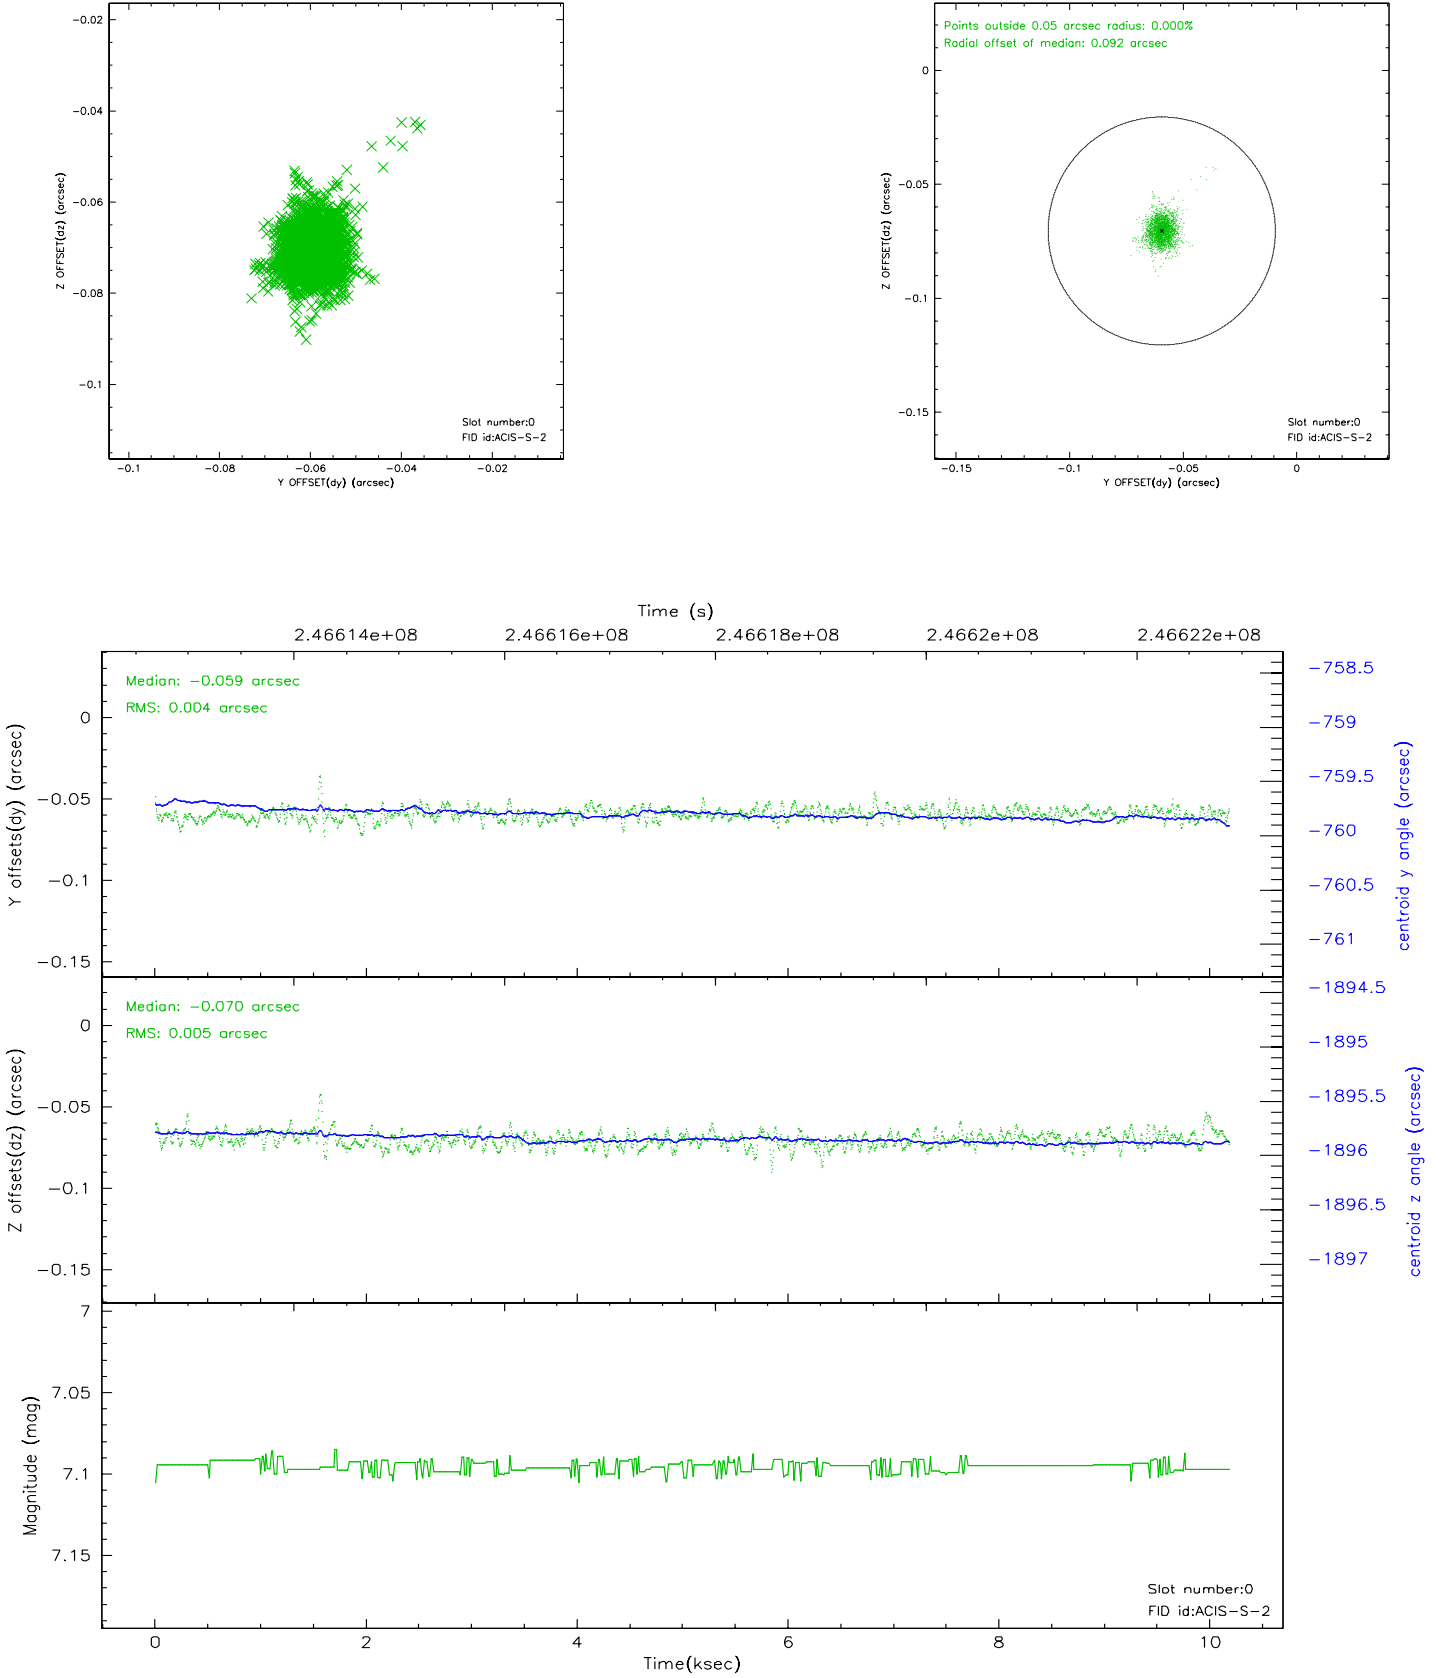 -0.02
-0.04
-0.06
-0.08
-0.1
Z OFFSET(dz) (arcsec)
Slot number:0
FID id:ACIS-S-2
-0.1 -0.08 -0.06 -0.04 -0.02
Y OFFSET(dy) (arcsec)
Points outside 0.05 arcsec radius: 0.000%
Radial offset of median: 0.092 arcsec
0
-0.05
-0.1
-0.15
Z OFFSET(dz) (arcsec)
Slot number:0
FID id:ACIS-S-2
-0.15 -0.1 -0.05 0
Y OFFSET(dy) (arcsec)
Time (s)
2.46614e+08 2.46616e+08 2.46618e+08 2.4662e+08 2.46622e+08
Median: -0.059 arcsec
RMS: 0.004 arcsec
0
-0.05
-0.1
-0.15
Y offsets(dy) (arcsec)
-758.5
-759
-759.5
-760
-760.5
-761
centroid y angle (arcsec)
Median: -0.070 arcsec
RMS: 0.005 arcsec
0
-0.05
-0.1
-0.15
Z offsets(dz) (arcsec)
-1894.5
-1895
-1895.5
-1896
-1896.5
-1897
centroid z angle (arcsec)
7
7.05
7.1
7.15
Magnitude (mag)
Slot number:0
FID id:ACIS-S-2
0 2 4 6 8 10
Time(ksec)